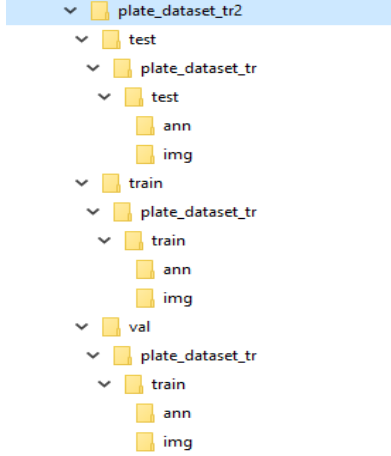 plate_dataset_tr2
test
plate_dataset_tr
test
ann
img
train
plate_dataset_tr
train
ann
img
val
plate_dataset_tr
train
ann
img